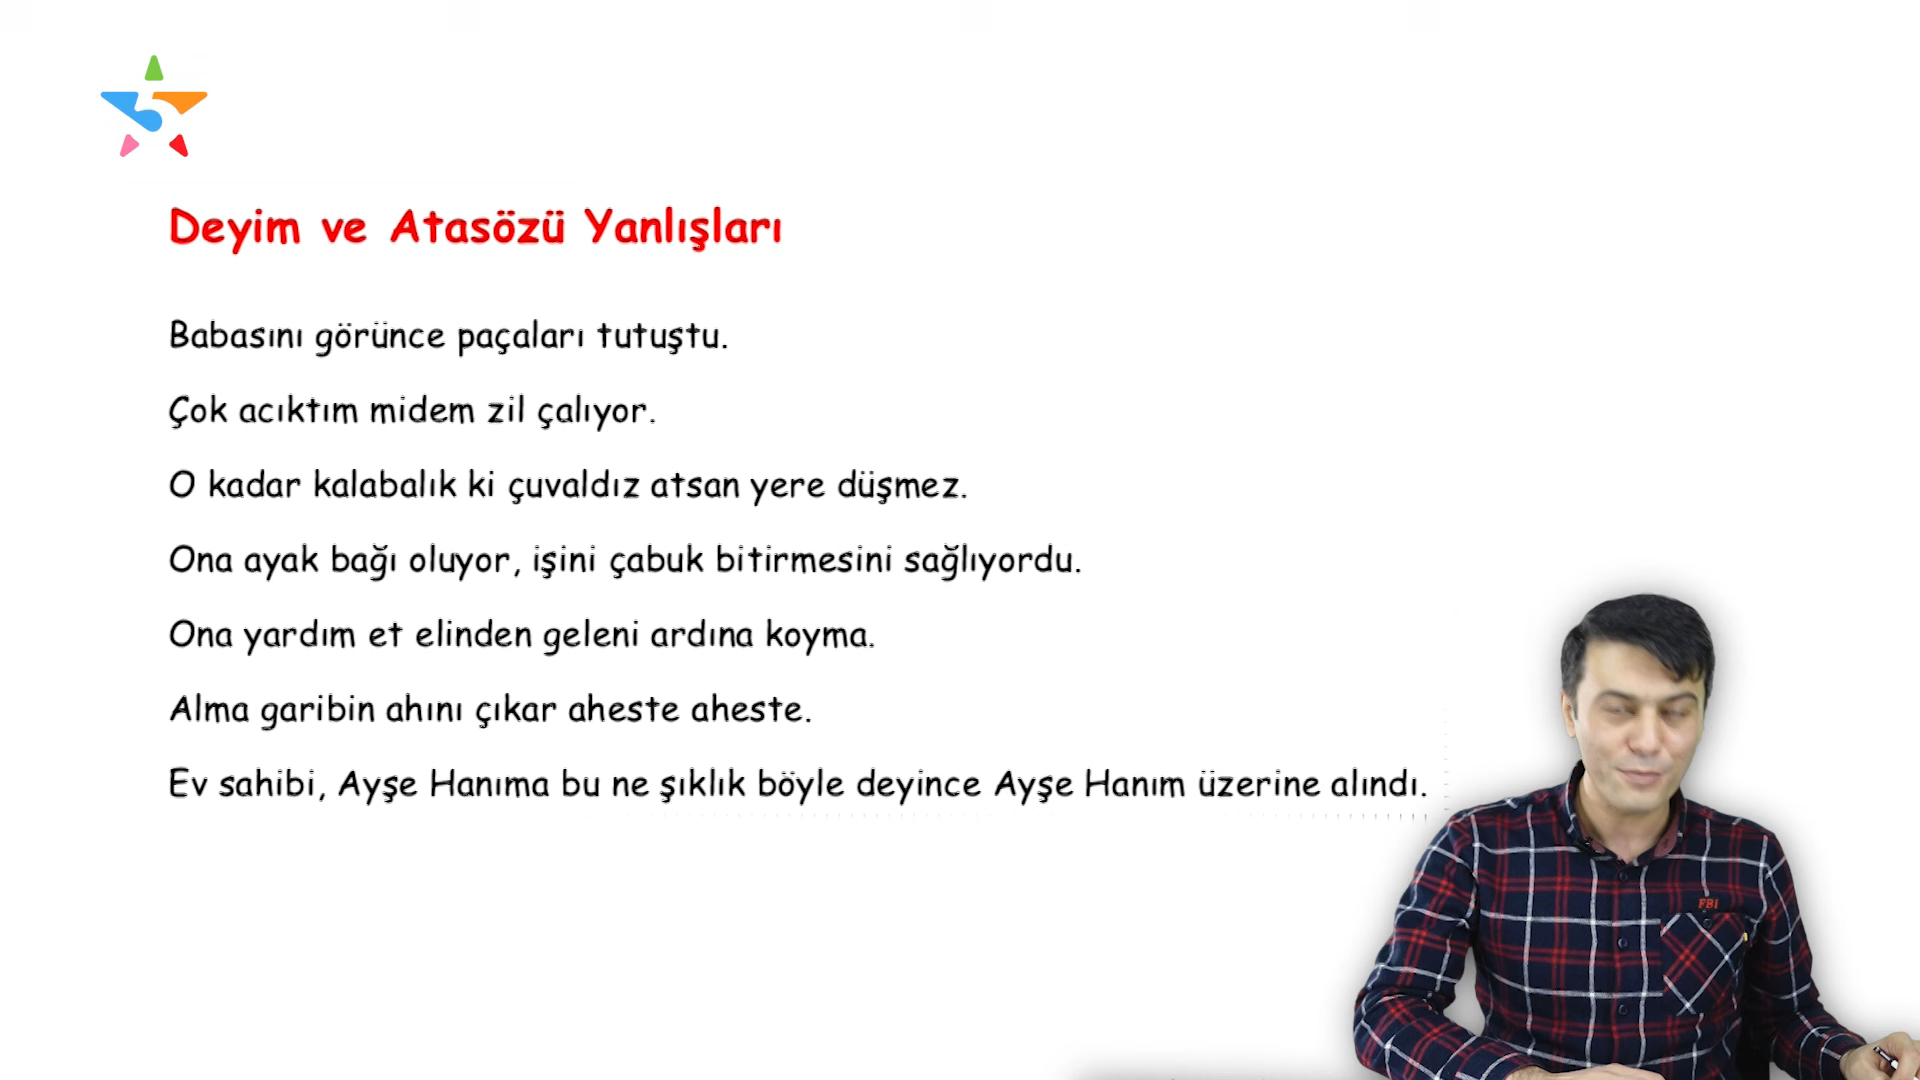 Deyim ve Atasözü Yanlışları
Babasını görünce paçaları tutuştu.
Çok acıktım midem zil çalıyor.
O kadar kalabalık ki çuvaldız atsan yere düşmez.
Ona ayak bağı oluyor, işini çabuk bitirmesini sağlıyordu.
Ona yardım et elinden geleni ardına koyma.
Alma garibin ahını çıkar aheste aheste.
Ev sahibi, Ayşe Hanıma bu ne şıklık böyle deyince Ayşe Hanım üzerine alındı.
FBI